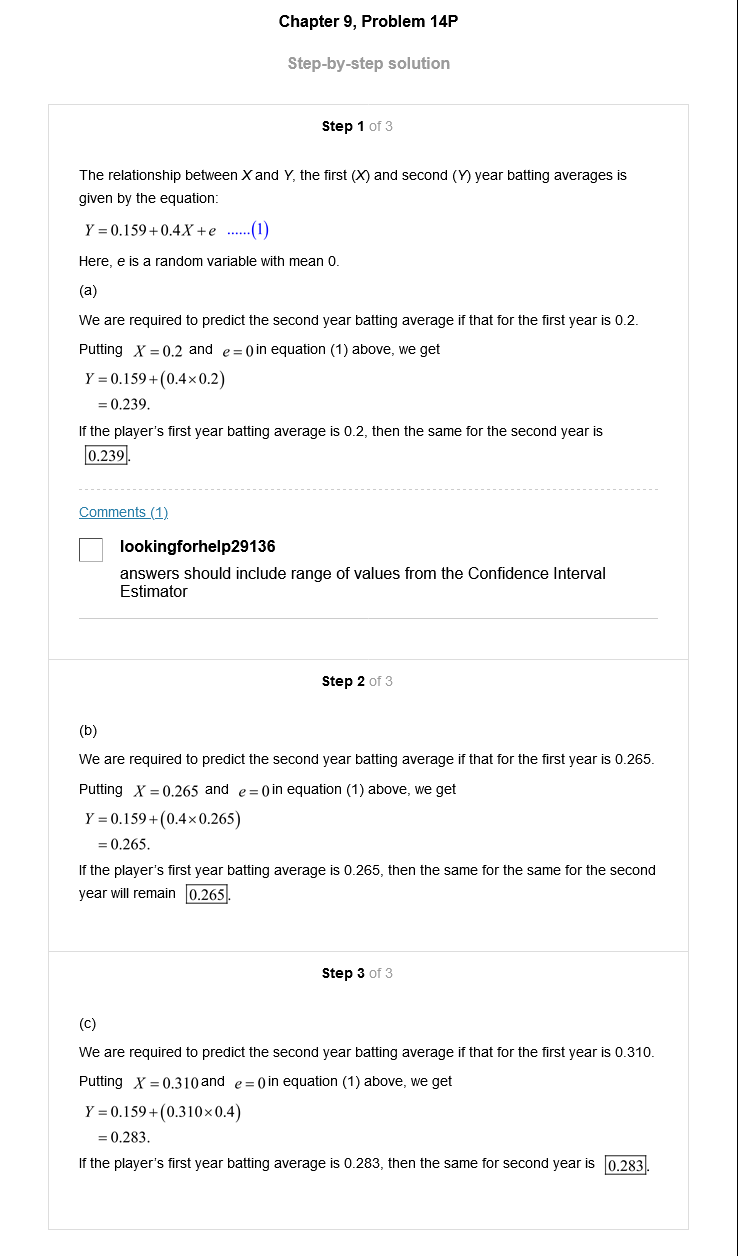 Chapter 9, Problem 14P
Step-by-step solution
Step 1 of 3
The relationship between X and Y, the first (X) and second (Y) year batting averages is
given by the equation:
Y = 0.159 + 0.4X + e ......(1)
Here, e is a random variable with mean 0.
(a)
We are required to predict the second year batting average if that for the first year is 0.2.
Putting X = 0.2 and e = 0 in equation (1) above, we get
Y = 0.159 + (0.4 × 0.2)
= 0.239.
If the player's first year batting average is 0.2, then the same for the second year is
0.239.
Comments (1)
lookingforhelp29136
answers should include range of values from the Confidence Interval
Estimator
Step 2 of 3
(b)
We are required to predict the second year batting average if that for the first year is 0.265.
Putting X = 0.265 and e = 0 in equation (1) above, we get
Y = 0.159 + (0.4 × 0.265)
= 0.265.
If the player's first year batting average is 0.265, then the same for the same for the second
year will remain 0.265.
Step 3 of 3
(c)
We are required to predict the second year batting average if that for the first year is 0.310.
Putting X = 0.310 and e = 0 in equation (1) above, we get
Y = 0.159 + (0.310 × 0.4)
= 0.283.
If the player's first year batting average is 0.283, then the same for second year is 0.283.